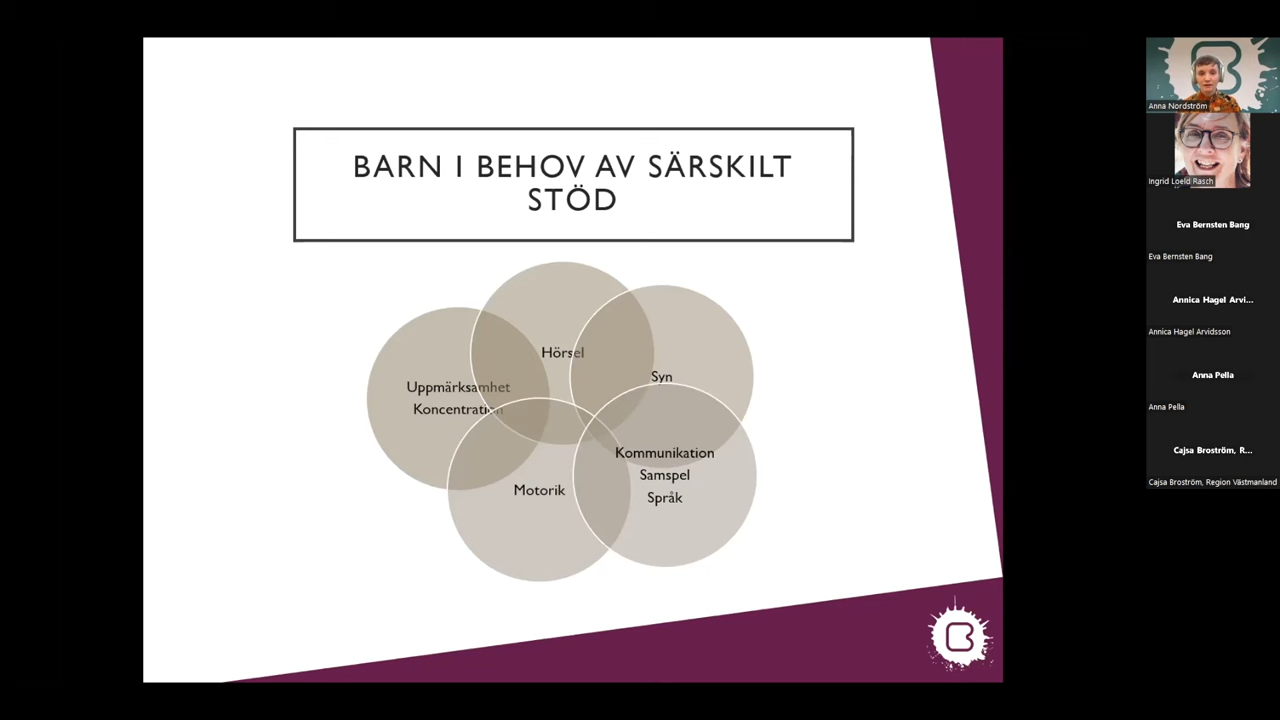 BARN I BEHOV AV SÄRSKILT
STÖD
Hörsel
Syn
Uppmärksamhet
Koncentration
Kommunikation
Samspel
Språk
Motorik
Anna Nordström
Ingrid Loeld Rasch
Eva Bernsten Bang
Eva Bernsten Bang
Annica Hagel Arvi...
Annica Hagel Arvidsson
Anna Pella
Anna Pella
Cajsa Broström, R...
Cajsa Broström, Region Västmanland